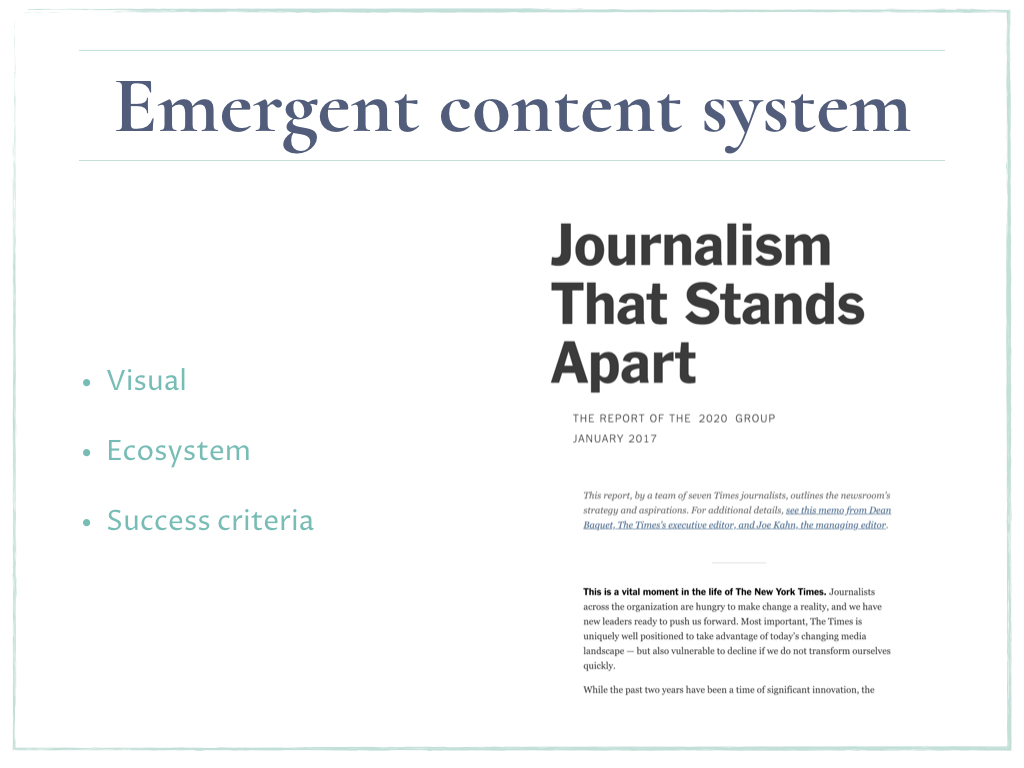 Emergent content system
• Visual
• Ecosystem
• Success criteria
Journalism
That Stands
Apart
THE REPORT OF THE 2020 GROUP
JANUARY 2017
This report, by a team of seven Times journalists, outlines the newsroom's
strategy and aspirations. For additional details, see this memo from Dean
Baquet, The Times's executive editor, and Joe Kahn, the managing editor.
This is a vital moment in the life of The New York Times. Journalists
across the organization are hungry to make change a reality, and we have
new leaders ready to push us forward. Most important, The Times is
uniquely well positioned to take advantage of today's changing media
landscape — but also vulnerable to decline if we do not transform ourselves
quickly.
While the past two years have been a time of significant innovation, the